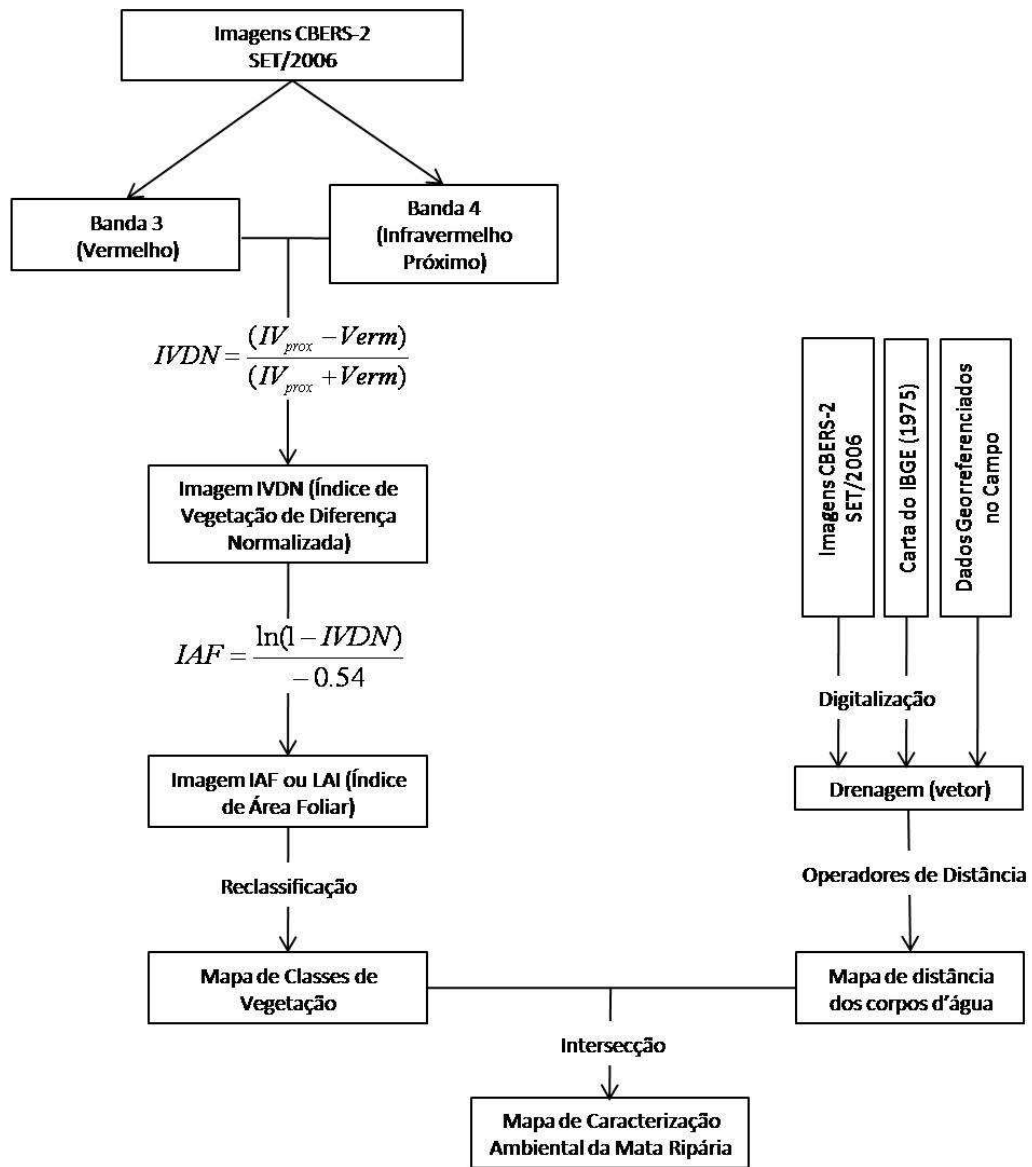 Imagens CBERS-2
SET/2006
Banda 3
(Vermelho)
Banda 4
(Infravermelho
Próximo)
IVDN = (IV_prox − Verm) / (IV_prox + Verm)
Imagem IVDN (Índice de
Vegetação de Diferença
Normalizada)
IAF = ln(1 − IVDN) / −0.54
Imagem IAF ou LAI (Índice
de Área Foliar)
Reclassificação
Mapa de Classes de
Vegetação
Imagens CBERS-2
SET/2006
Carta do IBGE (1975)
Dados Georreferenciados
no Campo
Digitalização
Drenagem (vetor)
Operadores de Distância
Mapa de distância
dos corpos d'água
Intersecção
Mapa de Caracterização
Ambiental da Mata Ripária